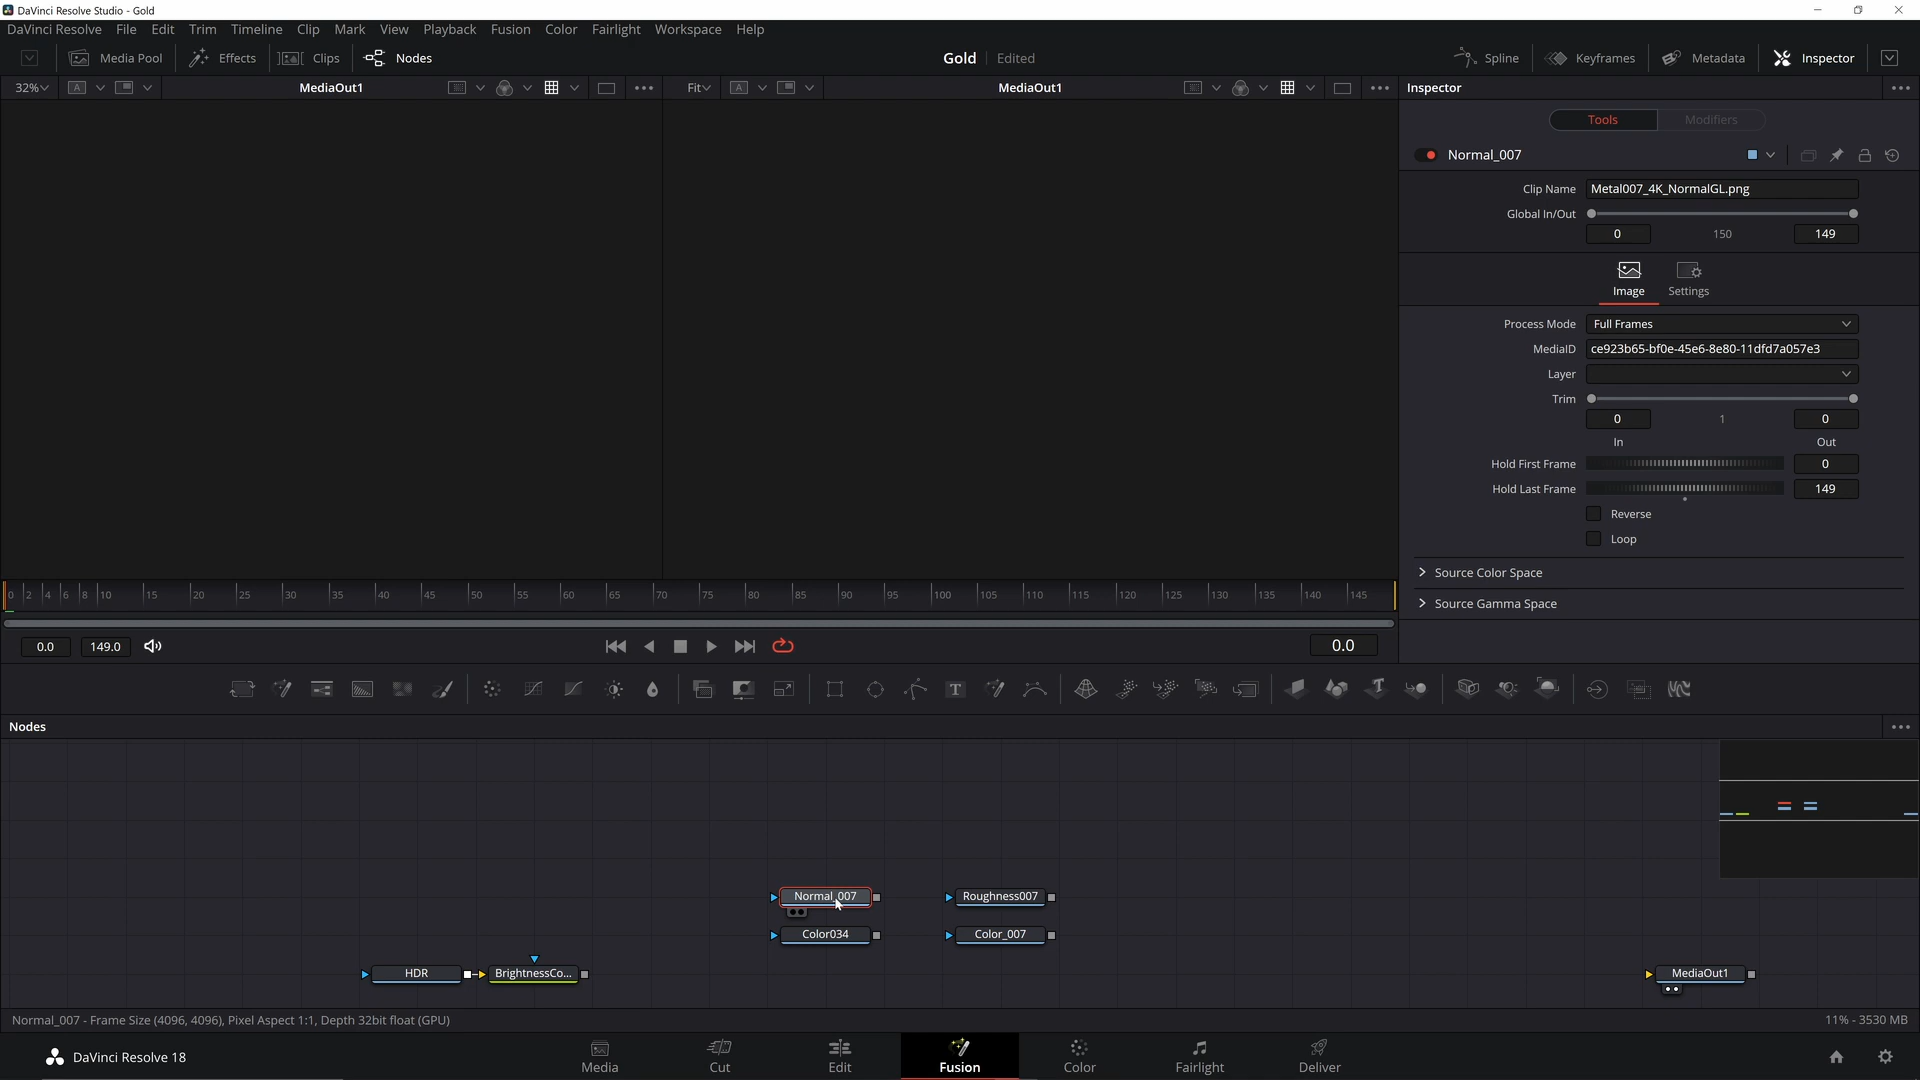 DaVinci Resolve Studio - Gold
DaVinci Resolve File Edit Trim Timeline Clip Mark View Playback Fusion Color Fairlight Workspace Help
Media Pool Effects Clips Nodes Gold Edited Spline Keyframes Metadata Inspector
32% A MediaOut1 Fit A MediaOut1 Inspector
Tools Modifiers
Normal_007
Clip Name Metal007_4K_NormalGL.png
Global In/Out
0 150 149
Image Settings
Process Mode Full Frames
MediaID ce923b65-bf0e-45e6-8e80-11dfd7a057e3
Layer
Trim
0 1 0
In Out
Hold First Frame 0
Hold Last Frame 149
Reverse
Loop
Source Color Space
Source Gamma Space
0 2 4 6 8 10 15 20 25 30 35 40 45 50 55 60 65 70 75 80 85 90 95 100 105 110 115 120 125 130 135 140 145
0.0 149.0 0.0
T T
Nodes
Normal_007 Roughness007
Color034 Color_007
HDR BrightnessCo... MediaOut1
Normal_007 - Frame Size (4096, 4096), Pixel Aspect 1:1, Depth 32bit float (GPU) 11% - 3530 MB
DaVinci Resolve 18 Media Cut Edit Fusion Color Fairlight Deliver